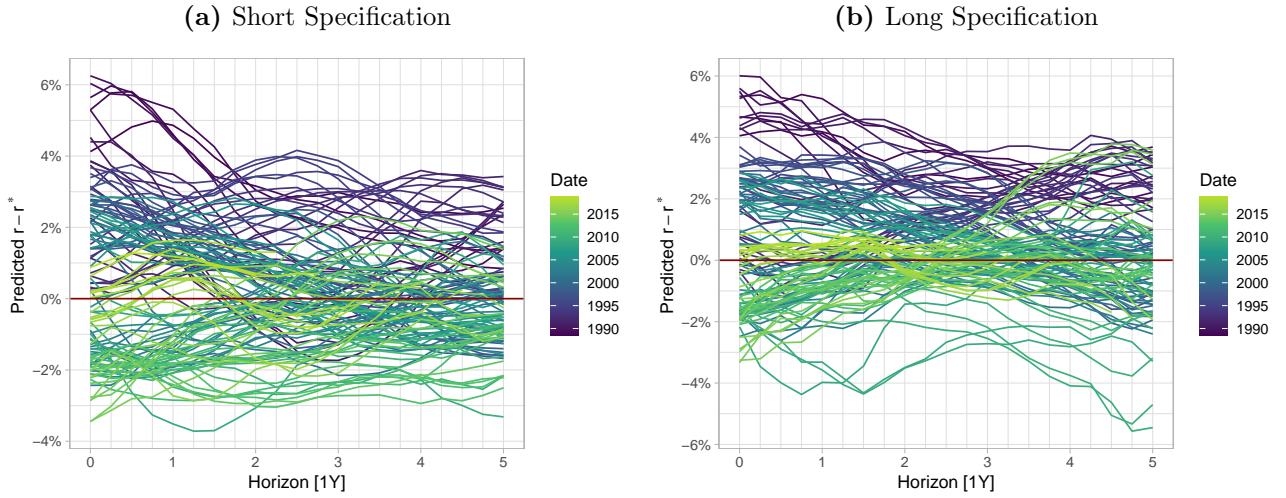 (a) Short Specification
6%
4%
2%
0%
−2%
−4%
0 1 2 3 4 5
Horizon [1Y]
Predicted r − r*
Date
2015
2010
2005
2000
1995
1990
(b) Long Specification
6%
4%
2%
0%
−2%
−4%
−6%
0 1 2 3 4 5
Horizon [1Y]
Predicted r − r*
Date
2015
2010
2005
2000
1995
1990